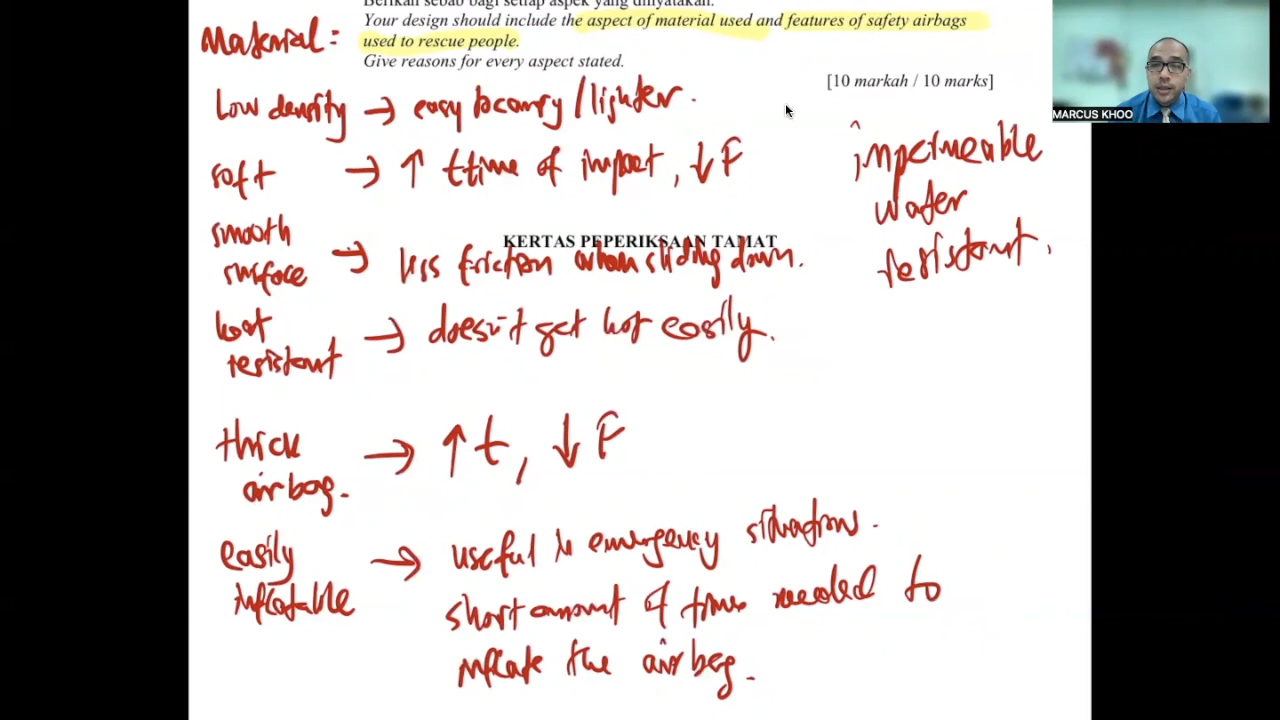 Berikan sebab bagi setiap aspek yang dinyatakan.
Your design should include the aspect of material used and features of safety airbags
used to rescue people.
Give reasons for every aspect stated.
[10 markah / 10 marks]
MARCUS KHOO
Material:
Low density → easy to carry / lighter.
soft → ↑ ttime of impact, ↓ F
impermeable
water
resistant.
KERTAS PEPERIKSAAN TAMAT
smooth
surface → less friction when sliding down.
heat
resistant → doesn't get hot easily.
thick
airbag. → ↑ t, ↓ F
easily
inflatable → useful in emergency situations.
short amount of time needed to
inflate the airbag.